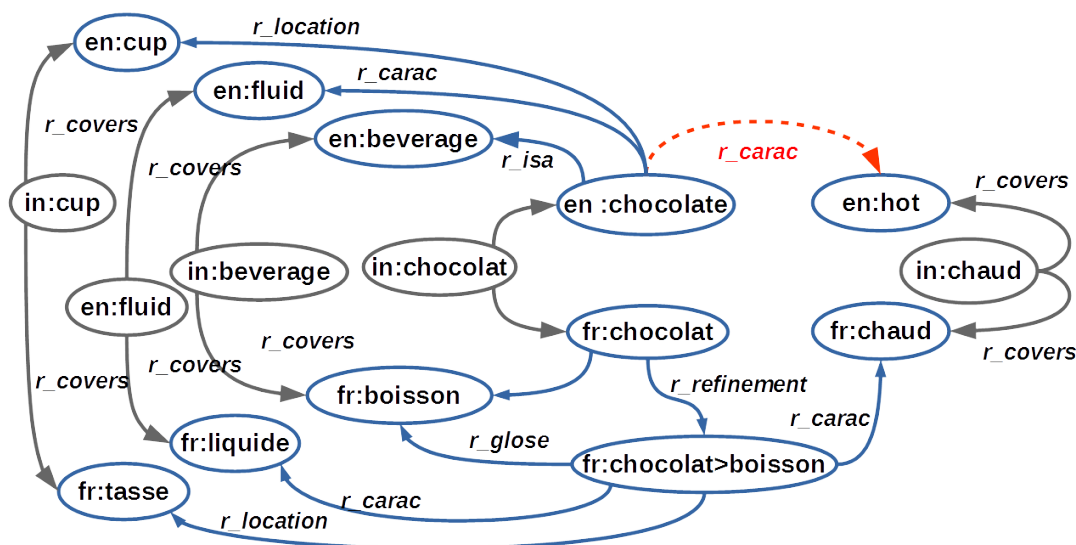 r_location
en:cup
r_carac
en:fluid
r_covers
en:beverage
r_covers
r_isa
r_carac
r_covers
in:cup
en :chocolate
en:hot
in:beverage
in:chocolat
in:chaud
en:fluid
fr:chocolat
fr:chaud
r_covers
r_covers
r_covers
r_covers
r_refinement
fr:boisson
r_carac
fr:liquide
r_glose
fr:chocolat>boisson
fr:tasse
r_carac
r_location